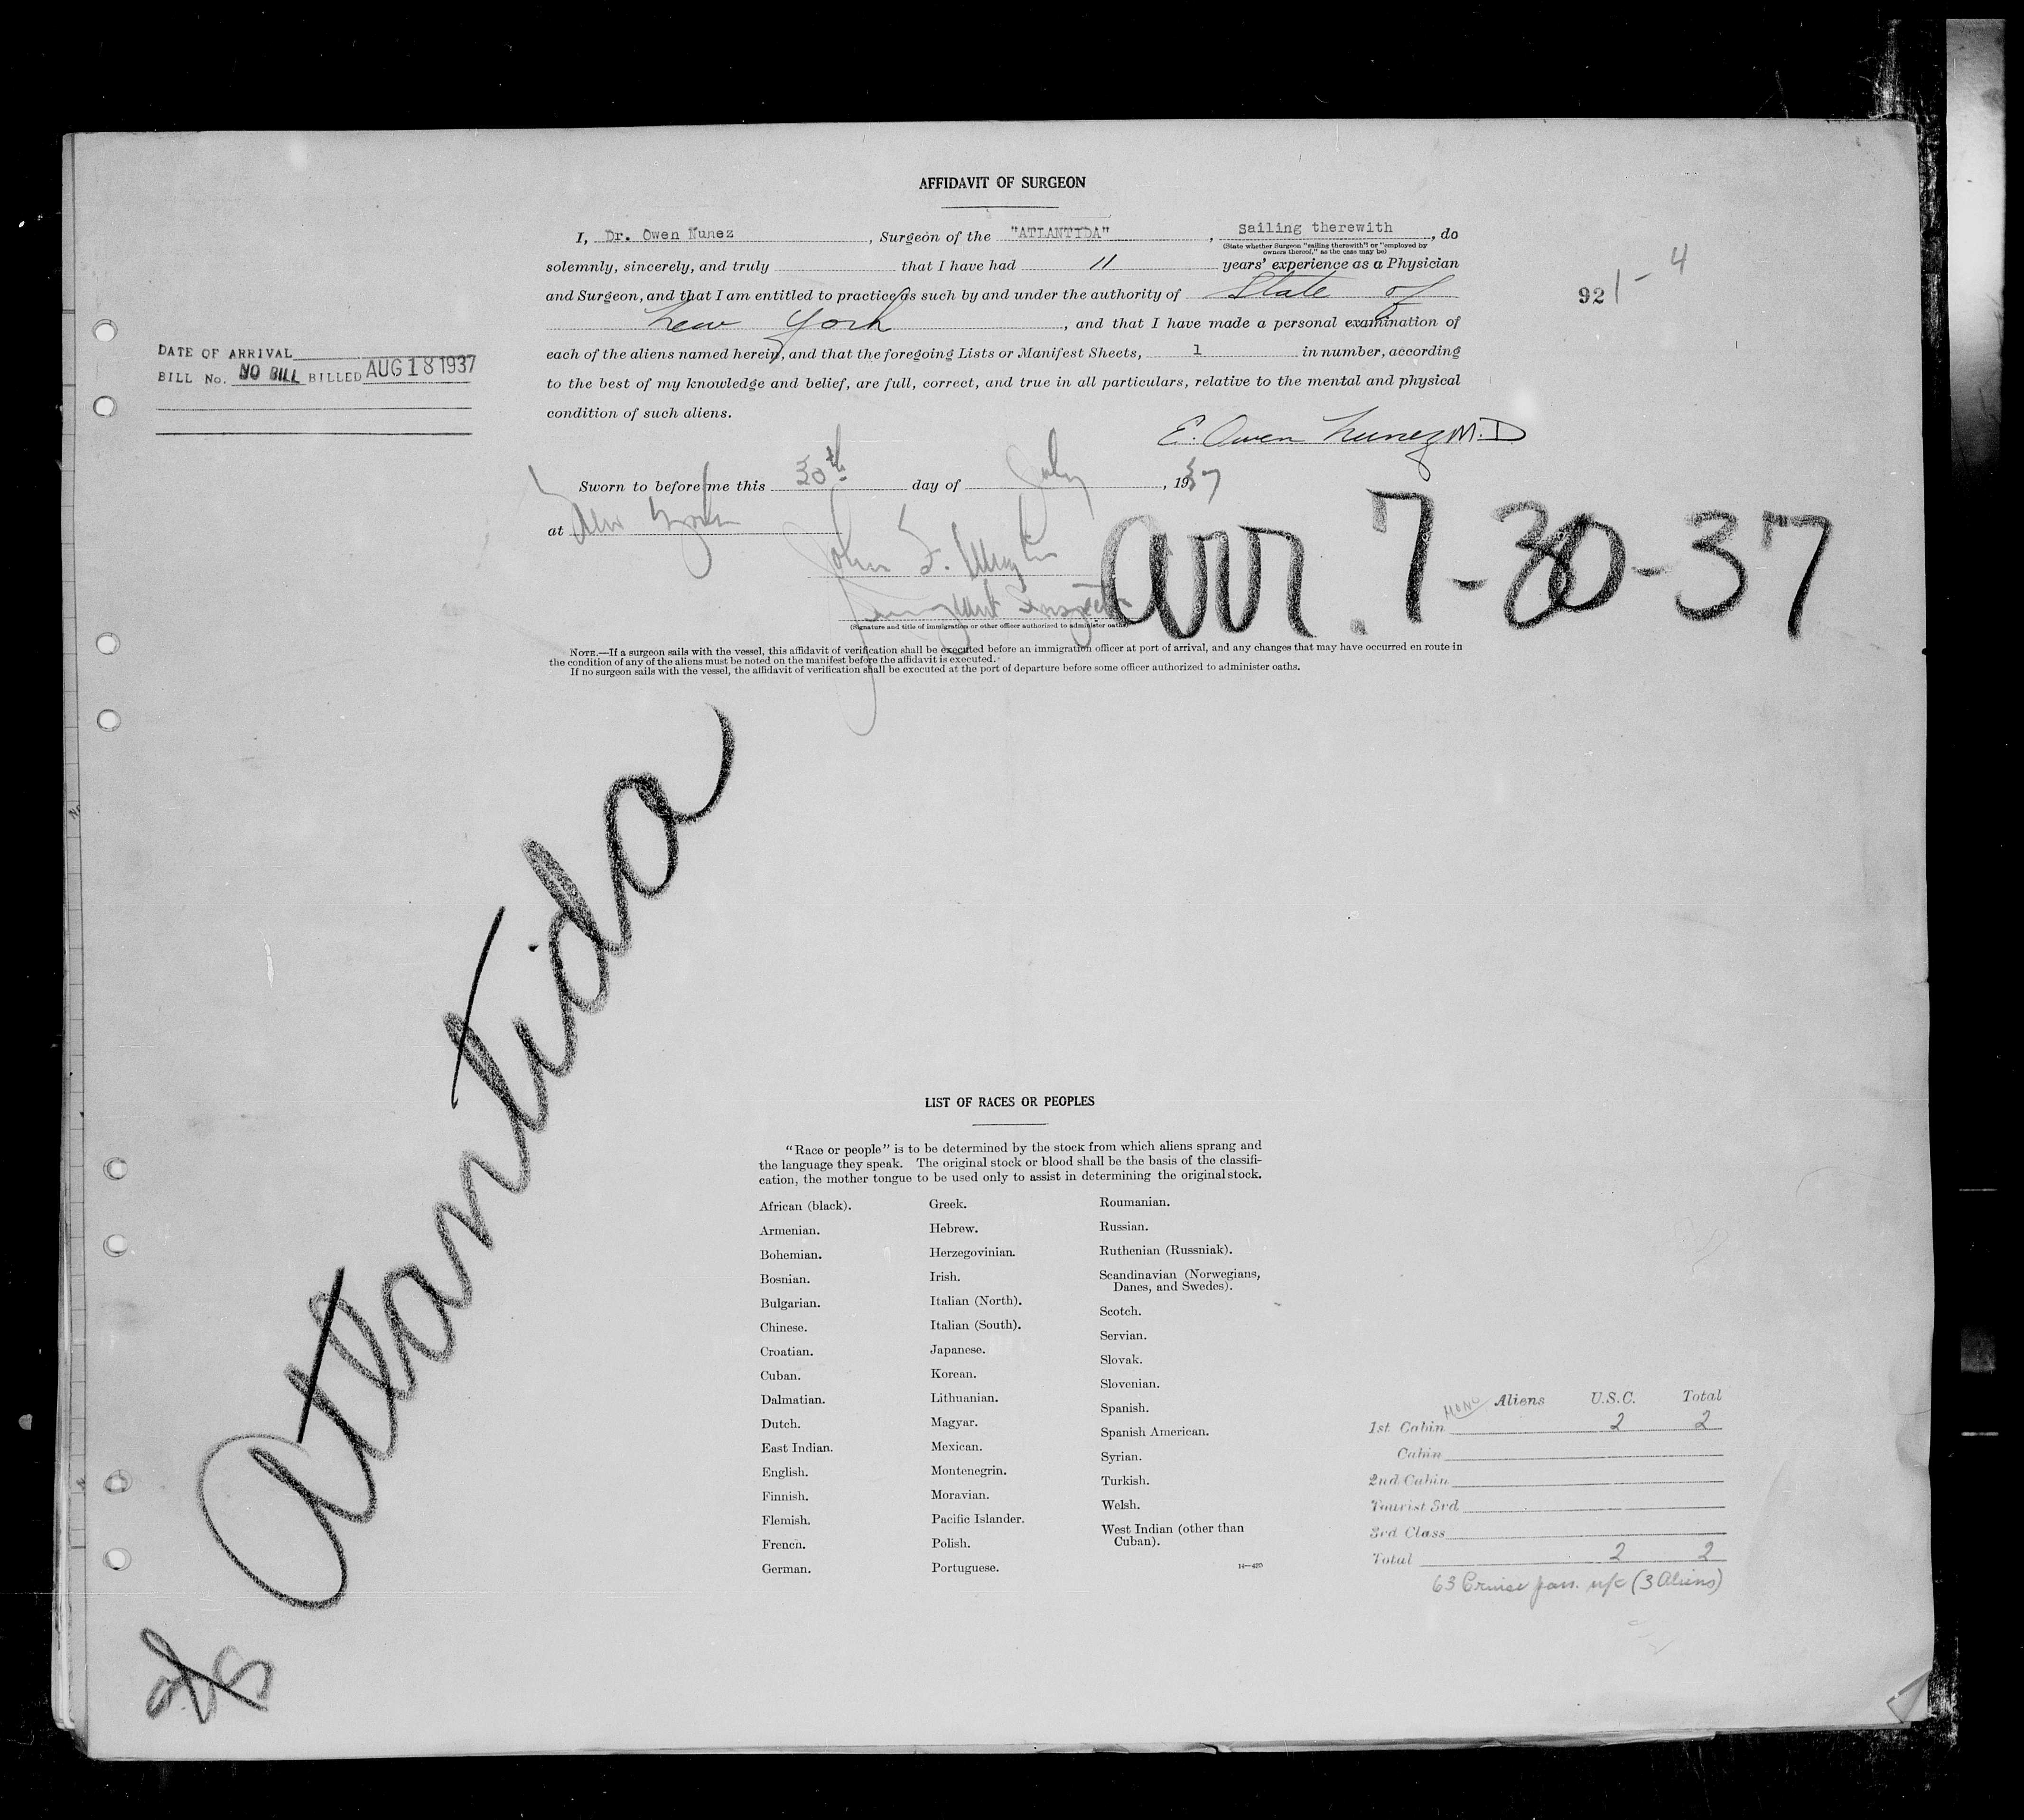 AFFIDAVIT OF SURGEON
I, Dr. Owen Nunez, Surgeon of the "ATLANTIDA", sailing therewith, do
(State whether Surgeon "sailing therewith" or "employed by
owners thereof," as the case may be)
solemnly, sincerely, and truly that I have had 11 years' experience as a Physician
4
and Surgeon, and that I am entitled to practice as such by and under the authority of State of
921-
New York, and that I have made a personal examination of
each of the aliens named herein, and that the foregoing Lists or Manifest Sheets, 1 in number, according
to the best of my knowledge and belief, are full, correct, and true in all particulars, relative to the mental and physical
condition of such aliens.
DATE OF ARRIVAL
BILL No. NO BILL BILLED AUG 18 1937
E. Owen Nunez M.D
Sworn to before me this 30th day of July, 1937
at New York
John F.
Immigrant Inspector
(Signature and title of immigration or other officer authorized to administer oaths)
arr. 7-30-37
NOTE.—If a surgeon sails with the vessel, this affidavit of verification shall be executed before an immigration officer at port of arrival, and any changes that may have occurred en route in
the condition of any of the aliens must be noted on the manifest before the affidavit is executed.
If no surgeon sails with the vessel, the affidavit of verification shall be executed at the port of departure before some officer authorized to administer oaths.
Atlantida
LIST OF RACES OR PEOPLES
"Race or people" is to be determined by the stock from which aliens sprang and
the language they speak. The original stock or blood shall be the basis of the classifi-
cation, the mother tongue to be used only to assist in determining the original stock.
African (black).
Armenian.
Bohemian.
Bosnian.
Bulgarian.
Chinese.
Croatian.
Cuban.
Dalmatian.
Dutch.
East Indian.
English.
Finnish.
Flemish.
French.
German.
Greek.
Hebrew.
Herzegovinian.
Irish.
Italian (North).
Italian (South).
Japanese.
Korean.
Lithuanian.
Magyar.
Mexican.
Montenegrin.
Moravian.
Pacific Islander.
Polish.
Portuguese.
Roumanian.
Russian.
Ruthenian (Russniak).
Scandinavian (Norwegians,
Danes, and Swedes).
Scotch.
Servian.
Slovak.
Slovenian.
Spanish.
Spanish American.
Syrian.
Turkish.
Welsh.
West Indian (other than
Cuban).
Aliens U.S.C. Total
1st Cabin 2 2
Cabin
2nd Cabin
Tourist 3rd
3rd Class
Total 2 2
63 Cruise pass. n/c (3 Aliens)